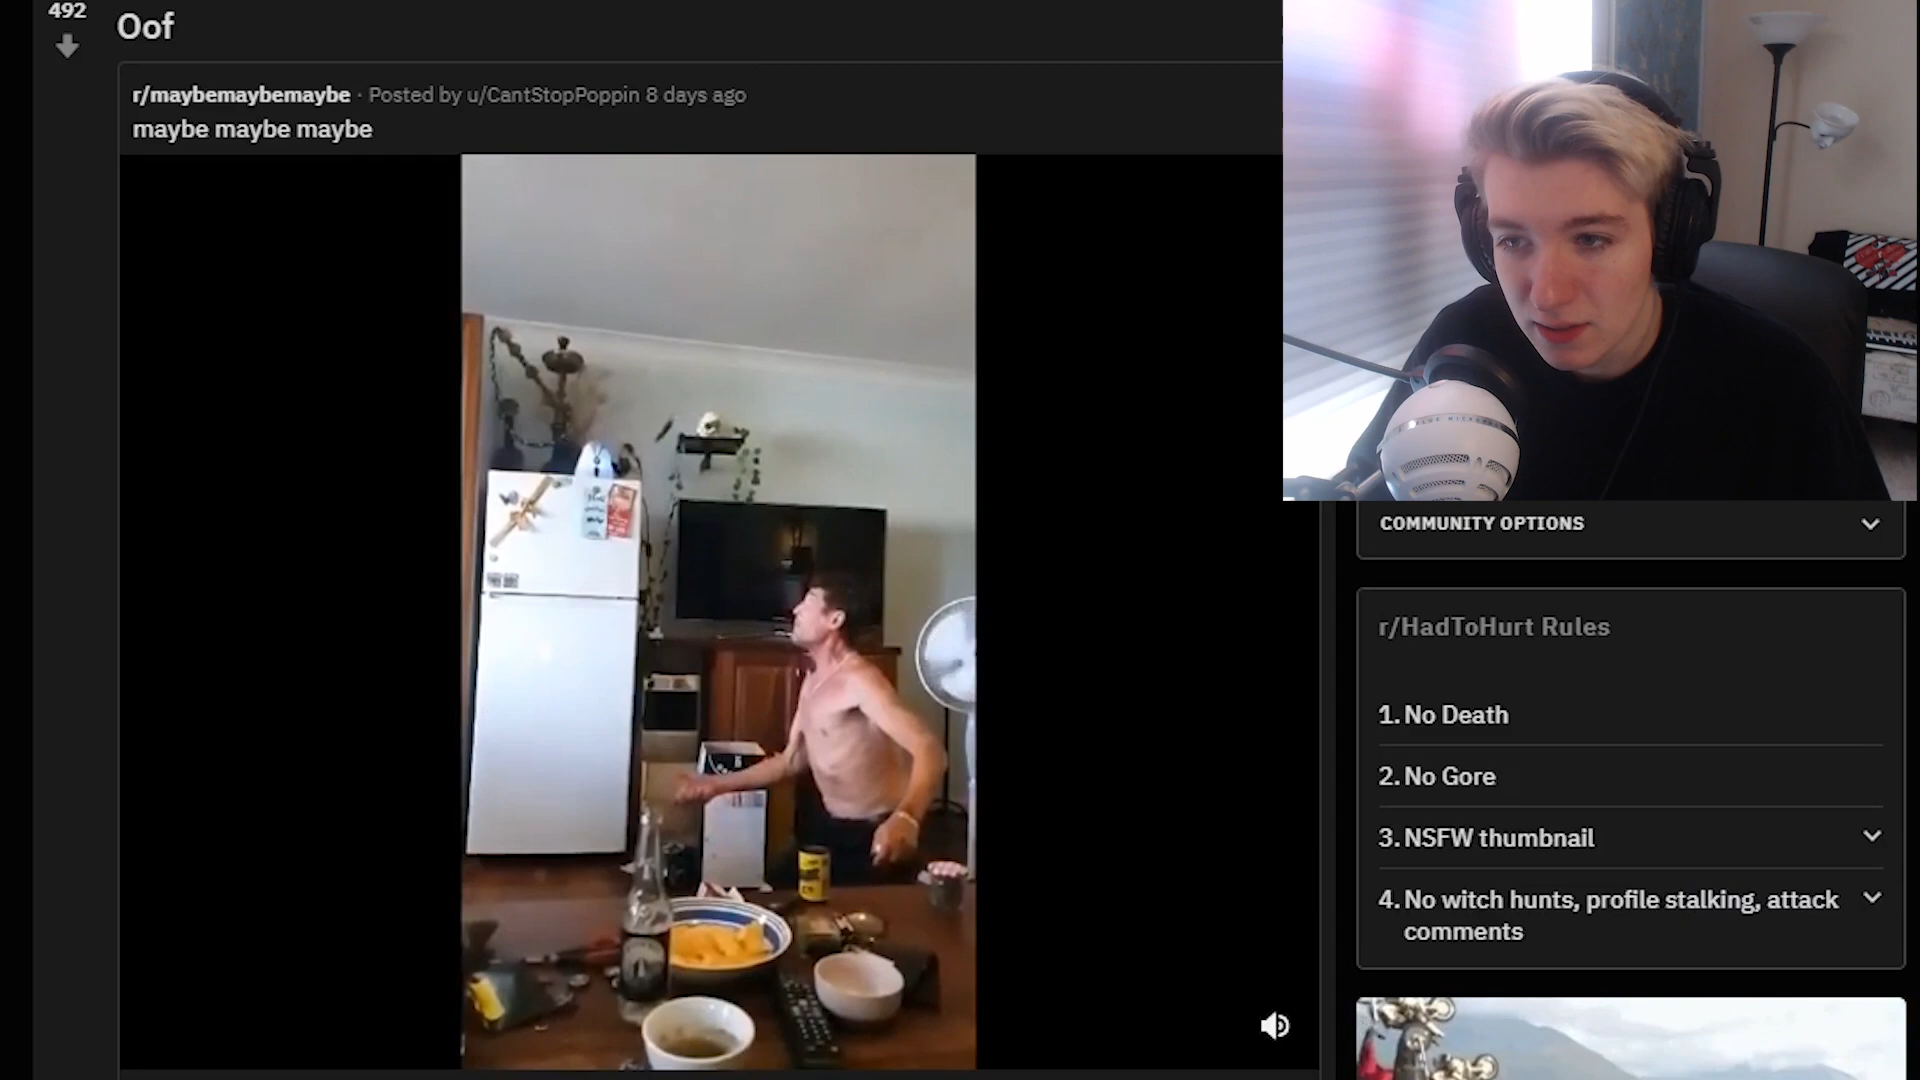 492
Oof
r/maybemaybemaybe · Posted by u/CantStopPoppin 8 days ago
maybe maybe maybe
COMMUNITY OPTIONS
r/HadToHurt Rules
1. No Death
2. No Gore
3. NSFW thumbnail
4. No witch hunts, profile stalking, attack
comments